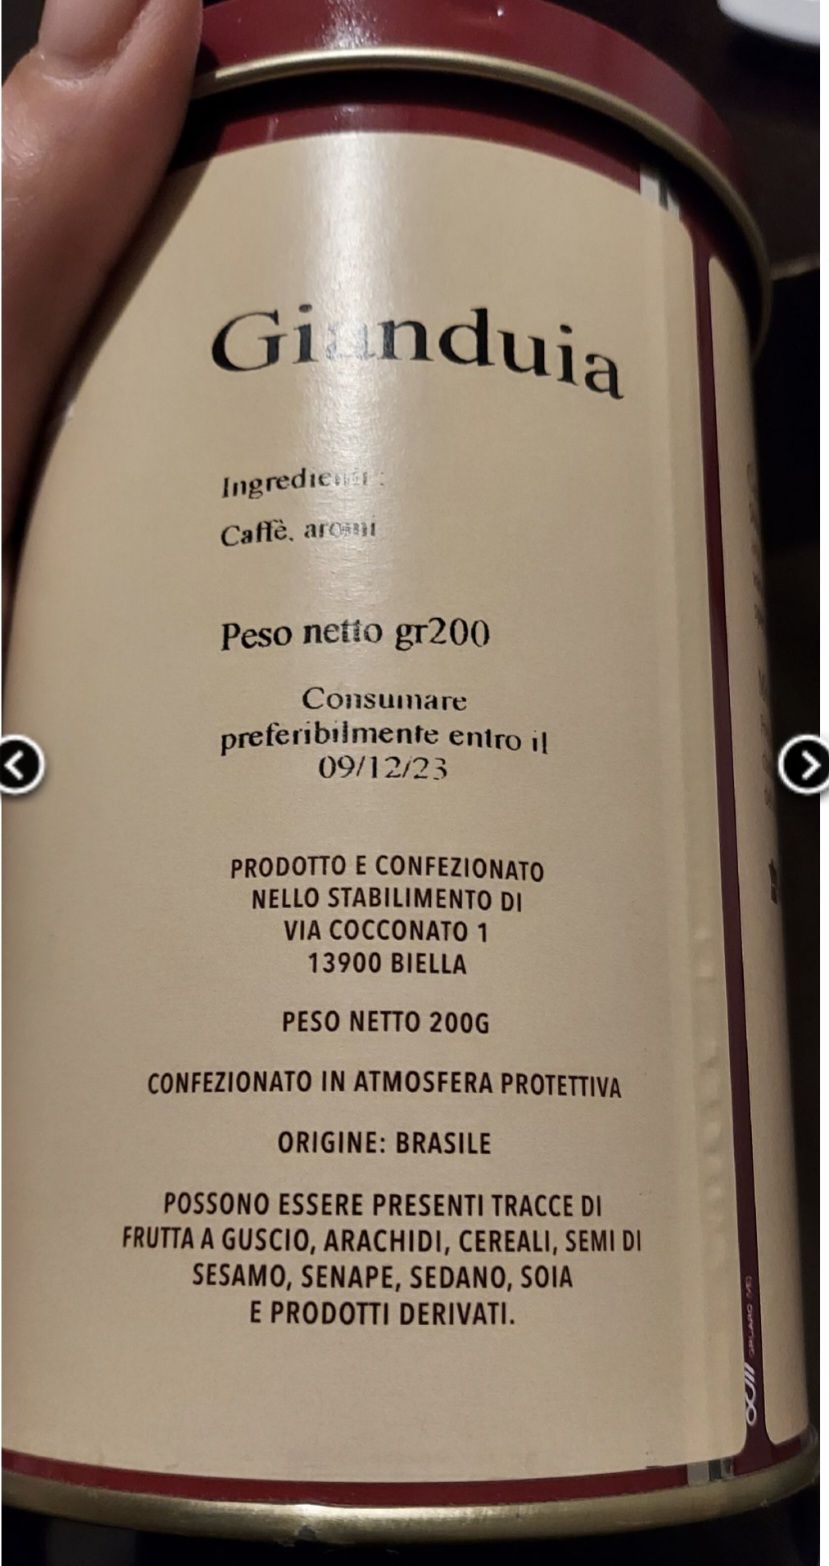 Gianduia
Ingredienti :
Caffè, aromi
Peso netto gr200
Consumare
preferibilmente entro il
09/12/23
PRODOTTO E CONFEZIONATO
NELLO STABILIMENTO DI
VIA COCCONATO 1
13900 BIELLA
PESO NETTO 200G
CONFEZIONATO IN ATMOSFERA PROTETTIVA
ORIGINE: BRASILE
POSSONO ESSERE PRESENTI TRACCE DI
FRUTTA A GUSCIO, ARACHIDI, CEREALI, SEMI DI
SESAMO, SENAPE, SEDANO, SOIA
E PRODOTTI DERIVATI.